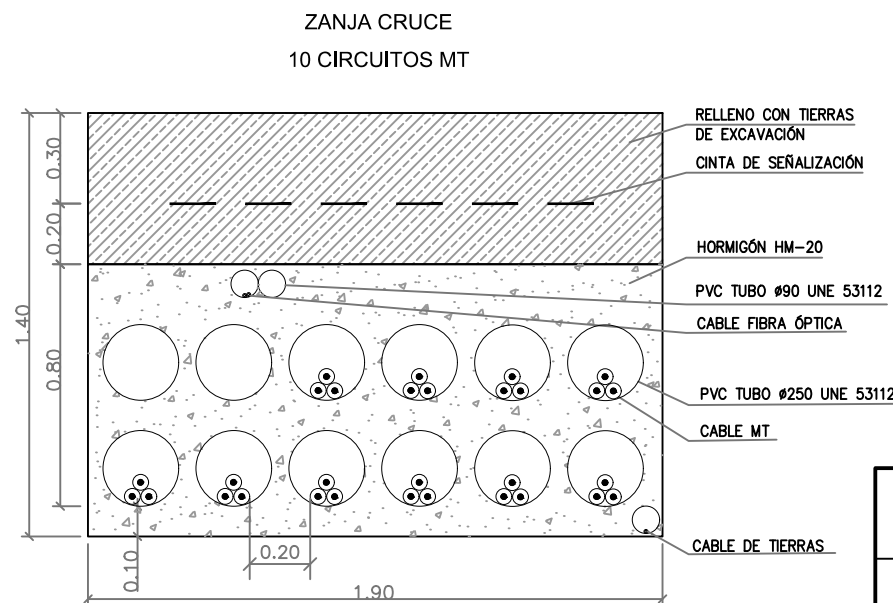 ZANJA CRUCE
10 CIRCUITOS MT
RELLENO CON TIERRAS
DE EXCAVACIÓN
CINTA DE SEÑALIZACIÓN
HORMIGÓN HM-20
PVC TUBO ø90 UNE 53112
CABLE FIBRA ÓPTICA
PVC TUBO ø250 UNE 53112
CABLE MT
CABLE DE TIERRAS
0.30
0.20
1.40
0.80
0.10
0.20
1.90